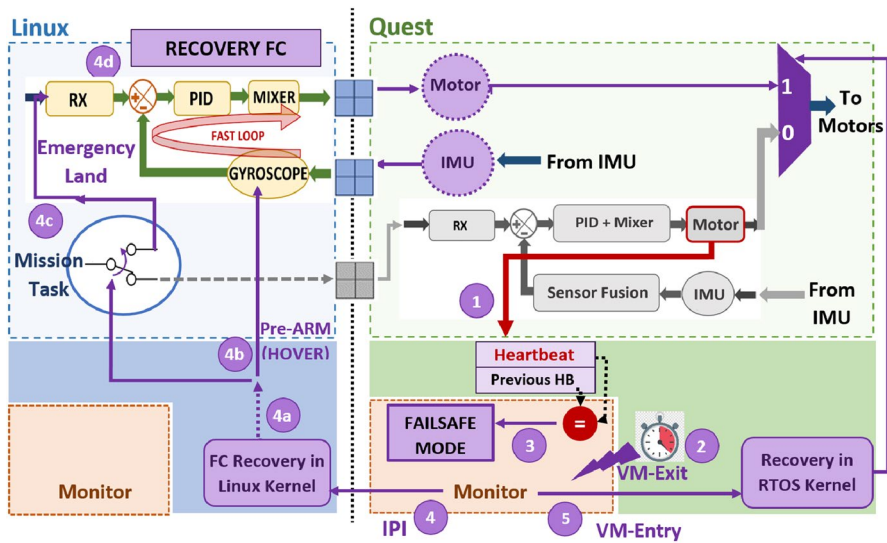 Linux
Quest
RECOVERY FC
4d
RX
+
-
PID
MIXER
FAST LOOP
GYROSCOPE
Emergency
Land
4c
Mission
Task
Pre-ARM
(HOVER)
4b
4a
FC Recovery in
Linux Kernel
Monitor
Motor
1
0
To
Motors
IMU
From IMU
RX
+
-
PID + Mixer
Motor
Sensor Fusion
IMU
From
IMU
1
Heartbeat
Previous HB
=
FAILSAFE
MODE
3
2
VM-Exit
Monitor
4
IPI
5
VM-Entry
Recovery in
RTOS Kernel